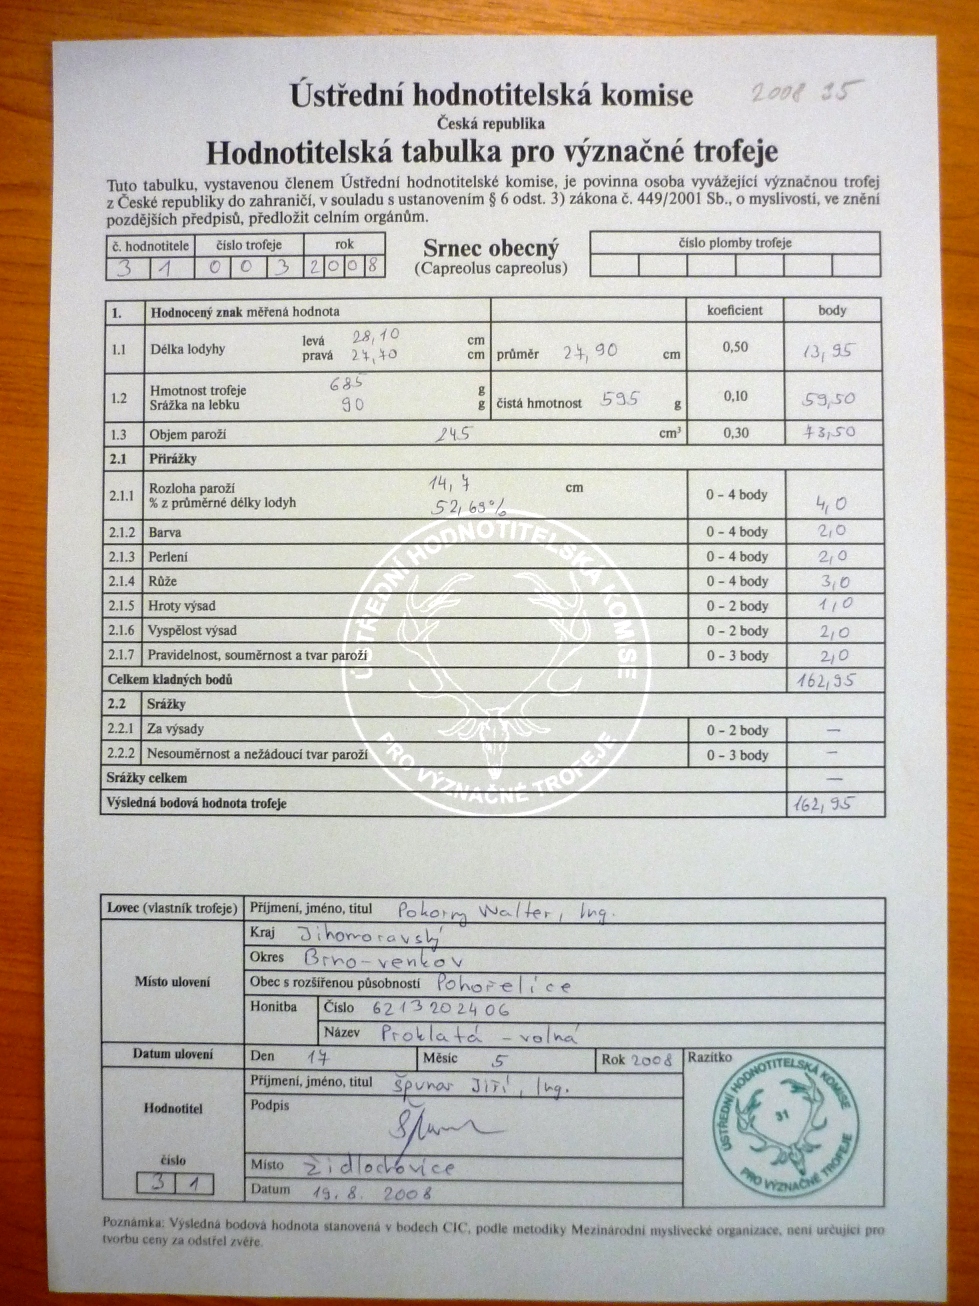 Ústřední hodnotitelská komise 2008 95
Česká republika
Hodnotitelská tabulka pro význačné trofeje
Tuto tabulku, vystavenou členem Ústřední hodnotitelské komise, je povinna osoba vyvážející význačnou trofej
z České republiky do zahraničí, v souladu s ustanovením § 6 odst. 3) zákona č. 449/2001 Sb., o myslivosti, ve znění
pozdějších předpisů, předložit celním orgánům.
č. hodnotitele číslo trofeje rok
3 1 0 0 3 2 0 0 8
Srnec obecný
(Capreolus capreolus)
číslo plomby trofeje
1. Hodnocený znak měřená hodnota koeficient body
1.1 Délka lodyhy levá 28,10 cm
pravá 27,70 cm průměr 27,90 cm 0,50 13,95
1.2 Hmotnost trofeje 685 g
Srážka na lebku 90 g čistá hmotnost 595 g 0,10 59,50
1.3 Objem paroží 245 cm³ 0,30 73,50
2.1 Přirážky
2.1.1 Rozloha paroží 14,7 cm
% z průměrné délky lodyh 52,69% 0 – 4 body 4,0
2.1.2 Barva 0 – 4 body 2,0
2.1.3 Perlení 0 – 4 body 2,0
2.1.4 Růže 0 – 4 body 3,0
2.1.5 Hroty výsad 0 – 2 body 1,0
2.1.6 Vyspělost výsad 0 – 2 body 2,0
2.1.7 Pravidelnost, souměrnost a tvar paroží 0 – 3 body 2,0
Celkem kladných bodů 162,95
2.2 Srážky
2.2.1 Za výsady 0 – 2 body —
2.2.2 Nesouměrnost a nežádoucí tvar paroží 0 – 3 body —
Srážky celkem —
Výsledná bodová hodnota trofeje 162,95
ÚSTŘEDNÍ HODNOTITELSKÁ KOMISE
PRO VÝZNAČNÉ TROFEJE
Lovec (vlastník trofeje) Příjmení, jméno, titul Pokorny Walter, Ing.
Místo ulovení
Kraj Jihomoravský
Okres Brno-venkov
Obec s rozšířenou působností Pohořelice
Honitba Číslo 6213202406
Název Proklatá – volná
Datum ulovení Den 17 Měsíc 5 Rok 2008 Razítko
Hodnotitel
Příjmení, jméno, titul Špunar Jiří, Ing.
Podpis
číslo
3 1
Místo Židlochovice
Datum 19. 8. 2008
ÚSTŘEDNÍ HODNOTITELSKÁ KOMISE
31
PRO VÝZNAČNÉ TROFEJE
Poznámka: Výsledná bodová hodnota stanovená v bodech CIC, podle metodiky Mezinárodní myslivecké organizace, není určující pro
tvorbu ceny za odstřel zvěře.